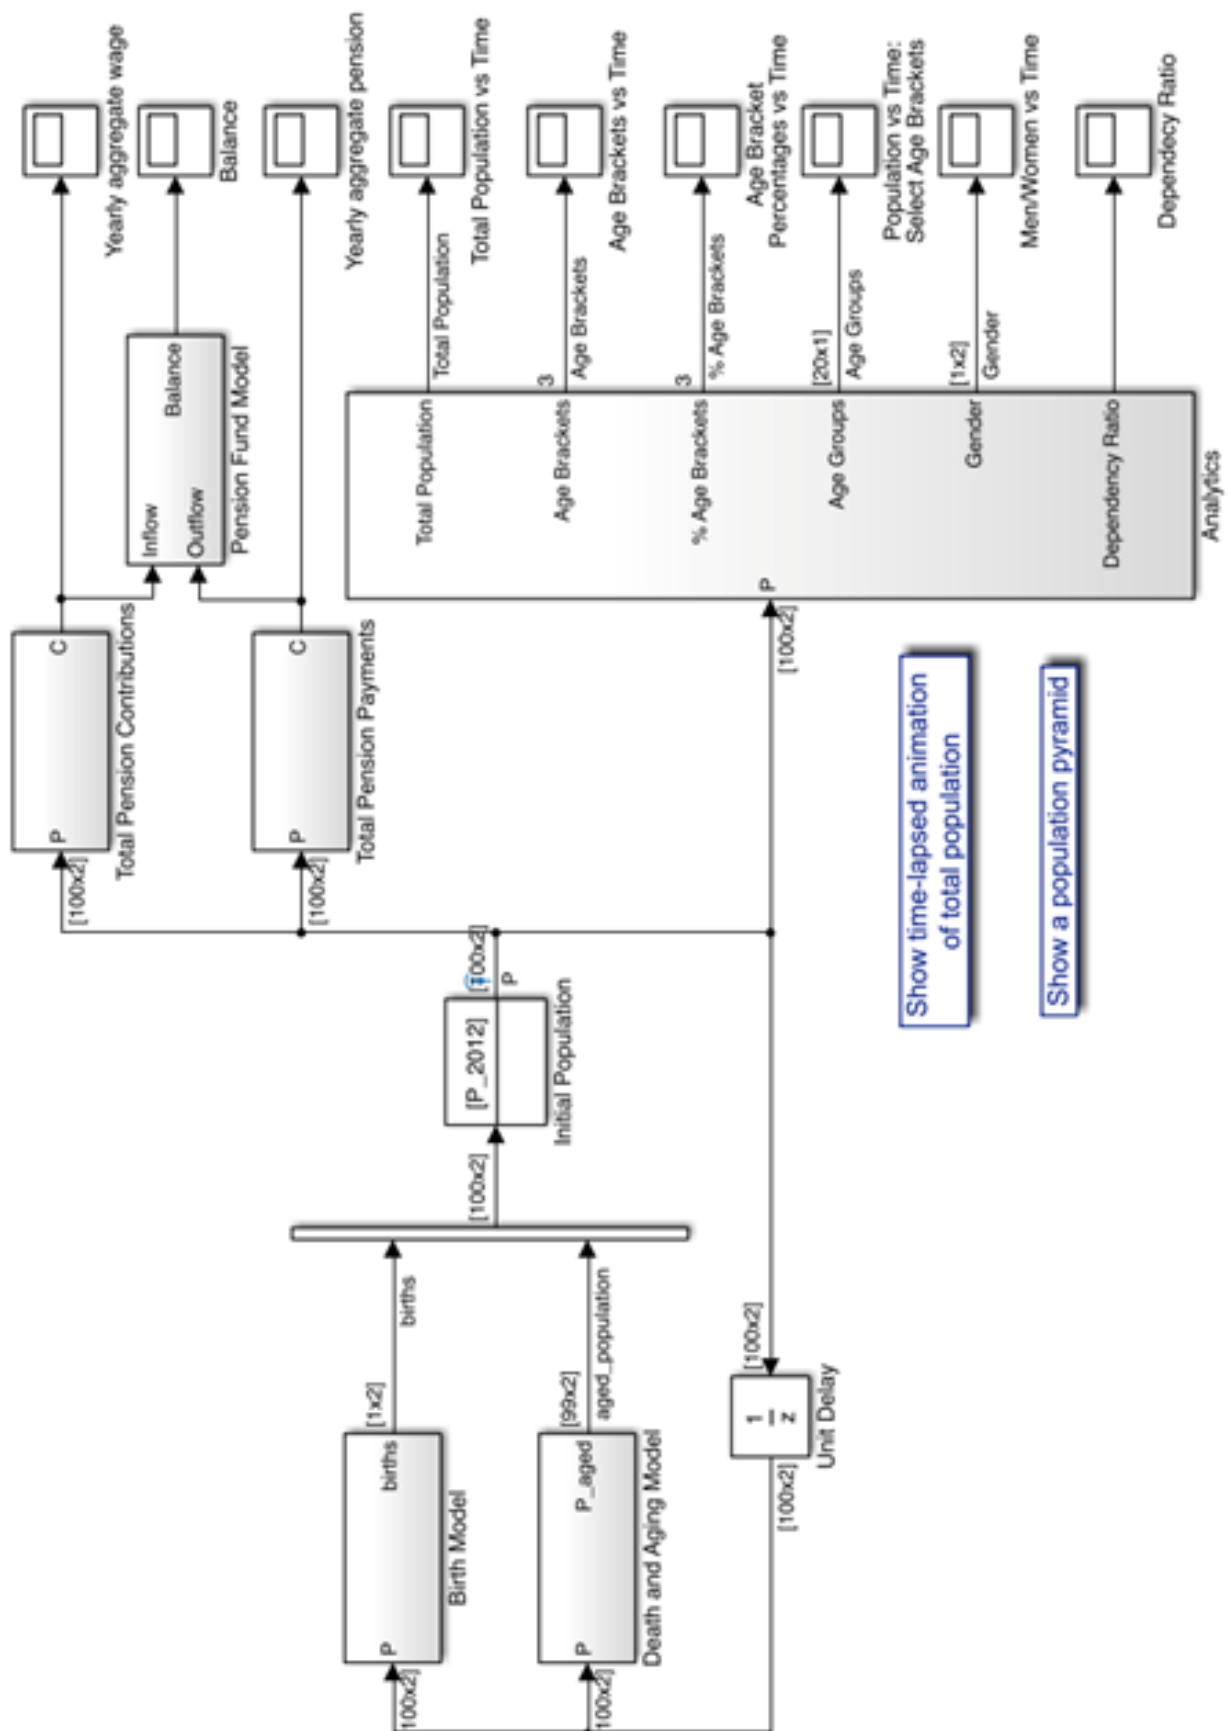 [100x2]
P
births
Birth Model
[1x2]
births
[100x2]
P
P_aged
Death and Aging Model
[99x2]
aged_population
[100x2]
1
z
Unit Delay
[100x2]
[100x2]
[P_2012]
Initial Population
[100x2]
P
[100x2]
P
C
Total Pension Contributions
[100x2]
P
C
Total Pension Payments
Inflow
Outflow
Balance
Pension Fund Model
Yearly aggregate wage
Balance
Yearly aggregate pension
[100x2]
P
Total Population
Age Brackets
% Age Brackets
Age Groups
Gender
Dependency Ratio
Analytics
Total Population
Total Population vs Time
3
Age Brackets
Age Brackets vs Time
3
% Age Brackets
Age Bracket
Percentages vs Time
[20x1]
Age Groups
Population vs Time:
Select Age Brackets
[1x2]
Gender
Men/Women vs Time
Dependecy Ratio
Show time-lapsed animation
of total population
Show a population pyramid